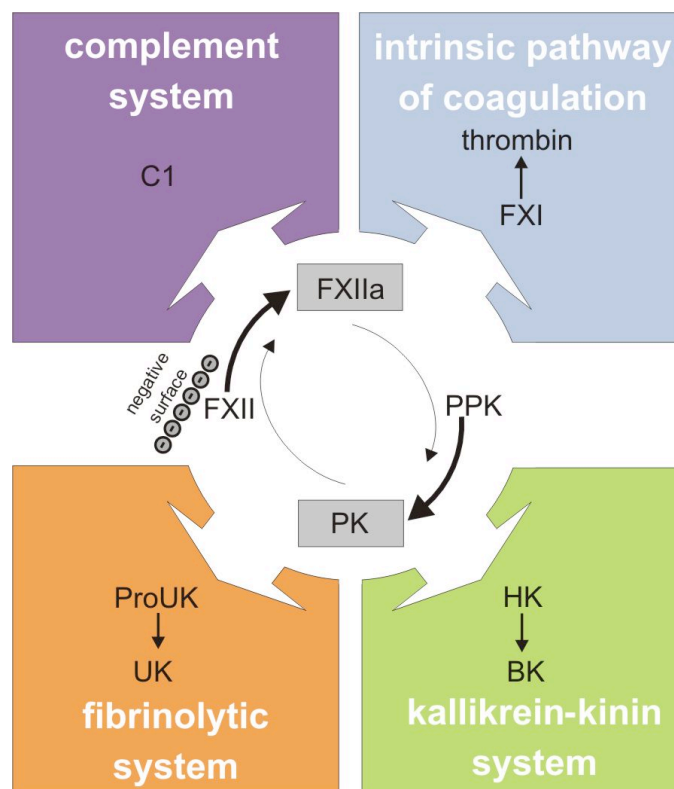 complement
system
C1
intrinsic pathway
of coagulation
thrombin
FXI
FXIIa
negative
surface
FXII
PPK
PK
ProUK
UK
fibrinolytic
system
HK
BK
kallikrein-kinin
system